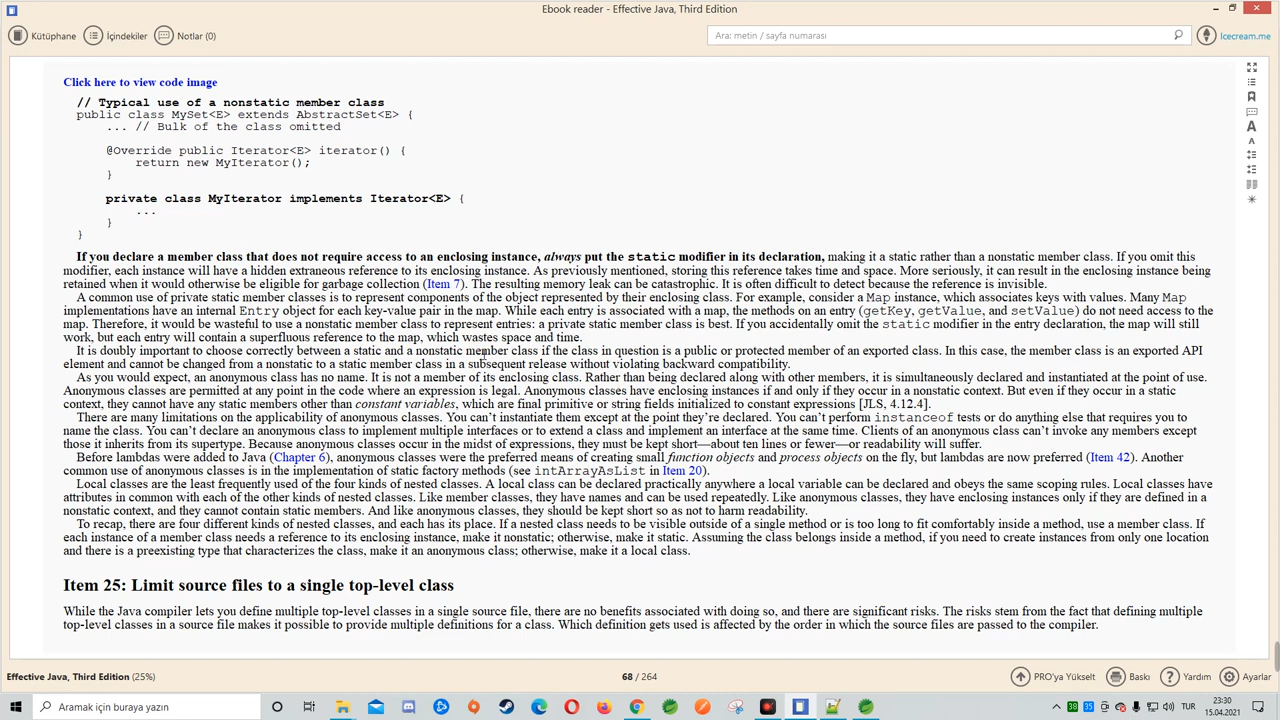 Ebook reader - Effective Java, Third Edition
Kütüphane İçindekiler Notlar (0) Ara: metin / sayfa numarası Icecream.me
Click here to view code image
// Typical use of a nonstatic member class
public class MySet<E> extends AbstractSet<E> {
... // Bulk of the class omitted
@Override public Iterator<E> iterator() {
return new MyIterator();
}
private class MyIterator implements Iterator<E> {
...
}
}
If you declare a member class that does not require access to an enclosing instance, always put the static modifier in its declaration, making it a static rather than a nonstatic member class. If you omit this
modifier, each instance will have a hidden extraneous reference to its enclosing instance. As previously mentioned, storing this reference takes time and space. More seriously, it can result in the enclosing instance being
retained when it would otherwise be eligible for garbage collection (Item 7). The resulting memory leak can be catastrophic. It is often difficult to detect because the reference is invisible.
A common use of private static member classes is to represent components of the object represented by their enclosing class. For example, consider a Map instance, which associates keys with values. Many Map
implementations have an internal Entry object for each key-value pair in the map. While each entry is associated with a map, the methods on an entry (getKey, getValue, and setValue) do not need access to the
map. Therefore, it would be wasteful to use a nonstatic member class to represent entries: a private static member class is best. If you accidentally omit the static modifier in the entry declaration, the map will still
work, but each entry will contain a superfluous reference to the map, which wastes space and time.
It is doubly important to choose correctly between a static and a nonstatic member class if the class in question is a public or protected member of an exported class. In this case, the member class is an exported API
element and cannot be changed from a nonstatic to a static member class in a subsequent release without violating backward compatibility.
As you would expect, an anonymous class has no name. It is not a member of its enclosing class. Rather than being declared along with other members, it is simultaneously declared and instantiated at the point of use.
Anonymous classes are permitted at any point in the code where an expression is legal. Anonymous classes have enclosing instances if and only if they occur in a nonstatic context. But even if they occur in a static
context, they cannot have any static members other than constant variables, which are final primitive or string fields initialized to constant expressions [JLS, 4.12.4].
There are many limitations on the applicability of anonymous classes. You can't instantiate them except at the point they're declared. You can't perform instanceof tests or do anything else that requires you to
name the class. You can't declare an anonymous class to implement multiple interfaces or to extend a class and implement an interface at the same time. Clients of an anonymous class can't invoke any members except
those it inherits from its supertype. Because anonymous classes occur in the midst of expressions, they must be kept short—about ten lines or fewer—or readability will suffer.
Before lambdas were added to Java (Chapter 6), anonymous classes were the preferred means of creating small function objects and process objects on the fly, but lambdas are now preferred (Item 42). Another
common use of anonymous classes is in the implementation of static factory methods (see intArrayAsList in Item 20).
Local classes are the least frequently used of the four kinds of nested classes. A local class can be declared practically anywhere a local variable can be declared and obeys the same scoping rules. Local classes have
attributes in common with each of the other kinds of nested classes. Like member classes, they have names and can be used repeatedly. Like anonymous classes, they have enclosing instances only if they are defined in a
nonstatic context, and they cannot contain static members. And like anonymous classes, they should be kept short so as not to harm readability.
To recap, there are four different kinds of nested classes, and each has its place. If a nested class needs to be visible outside of a single method or is too long to fit comfortably inside a method, use a member class. If
each instance of a member class needs a reference to its enclosing instance, make it nonstatic; otherwise, make it static. Assuming the class belongs inside a method, if you need to create instances from only one location
and there is a preexisting type that characterizes the class, make it an anonymous class; otherwise, make it a local class.
Item 25: Limit source files to a single top-level class
While the Java compiler lets you define multiple top-level classes in a single source file, there are no benefits associated with doing so, and there are significant risks. The risks stem from the fact that defining multiple
top-level classes in a source file makes it possible to provide multiple definitions for a class. Which definition gets used is affected by the order in which the source files are passed to the compiler.
Effective Java, Third Edition (25%) 68 / 264 PRO'ya Yükselt Baskı Yardım Ayarlar
Aramak için buraya yazın 38 35 TUR 23:30
15.04.2021